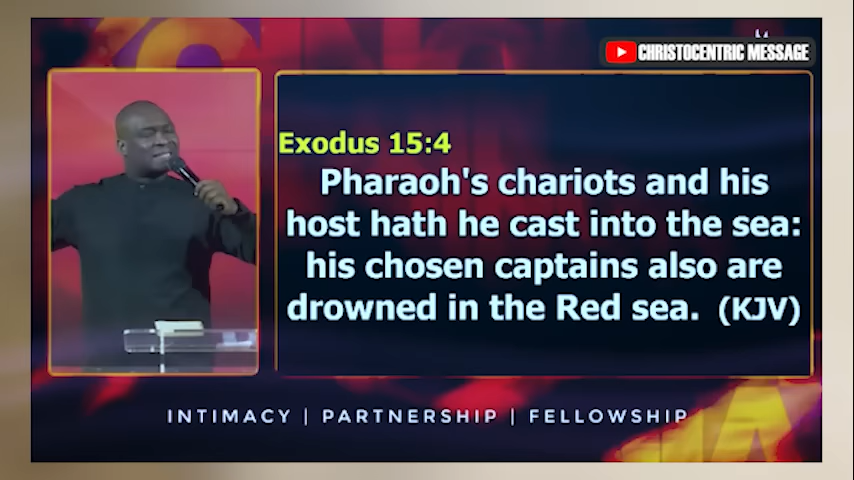 CHRISTOCENTRIC MESSAGE
Exodus 15:4
Pharaoh's chariots and his
host hath he cast into the sea:
his chosen captains also are
drowned in the Red sea. (KJV)
INTIMACY | PARTNERSHIP | FELLOWSHIP